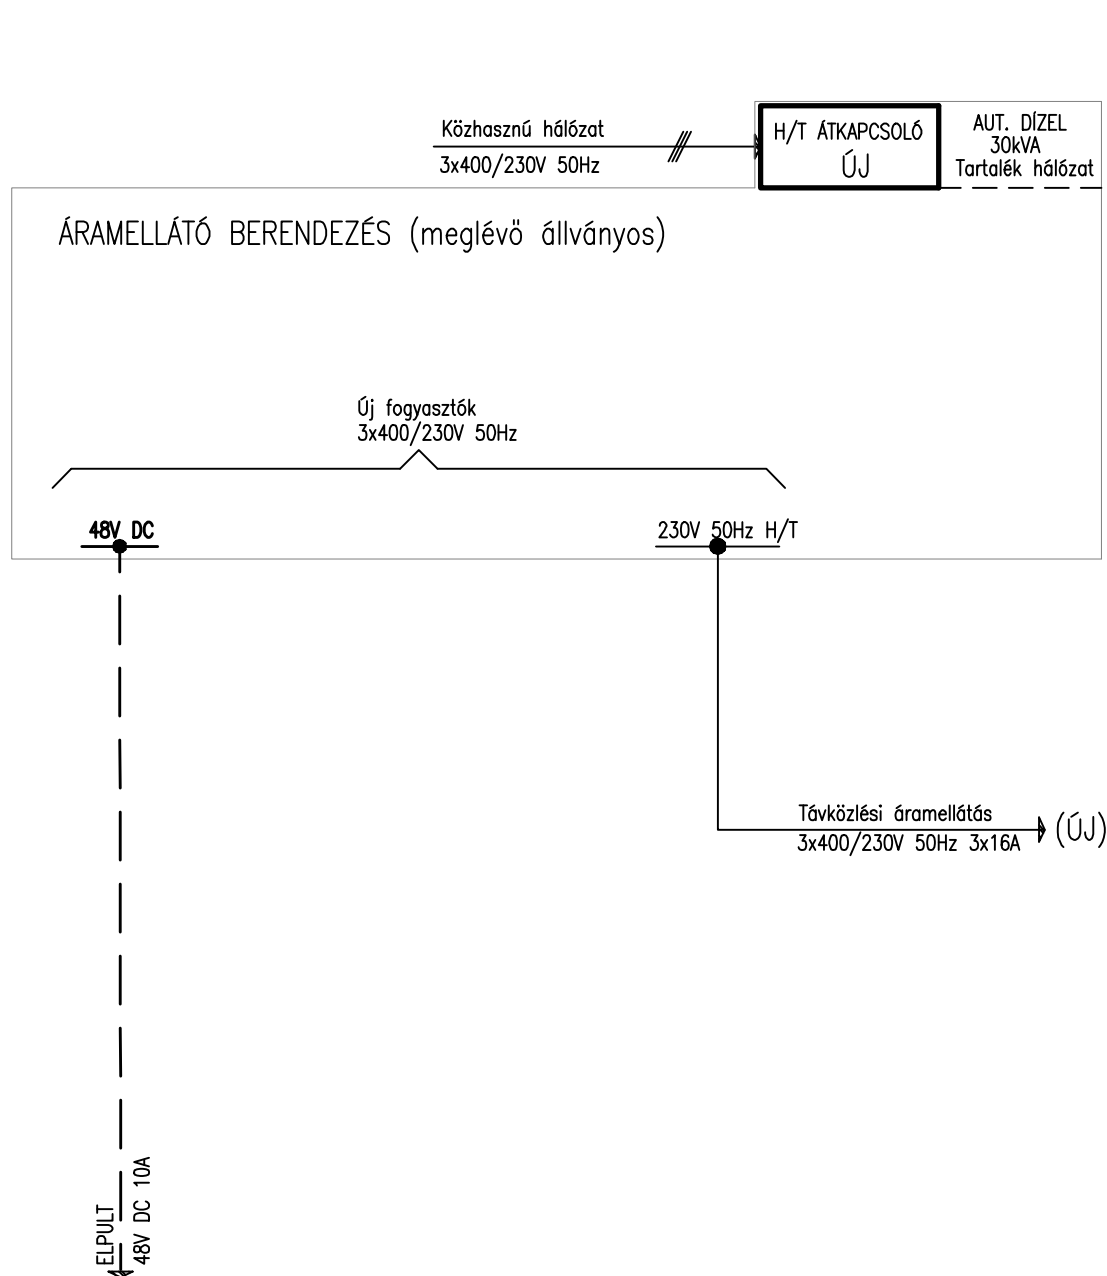 Közhasznú hálózat
3x400/230V 50Hz
H/T ÁTKAPCSOLÓ
ÚJ
AUT. DÍZEL
30kVA
Tartalék hálózat
ÁRAMELLÁTÓ BERENDEZÉS (meglévö állványos)
Új fogyasztók
3x400/230V 50Hz
48V DC
230V 50Hz H/T
Távközlési áramellátás
3x400/230V 50Hz 3x16A
(ÚJ)
ELPULT
48V DC 10A